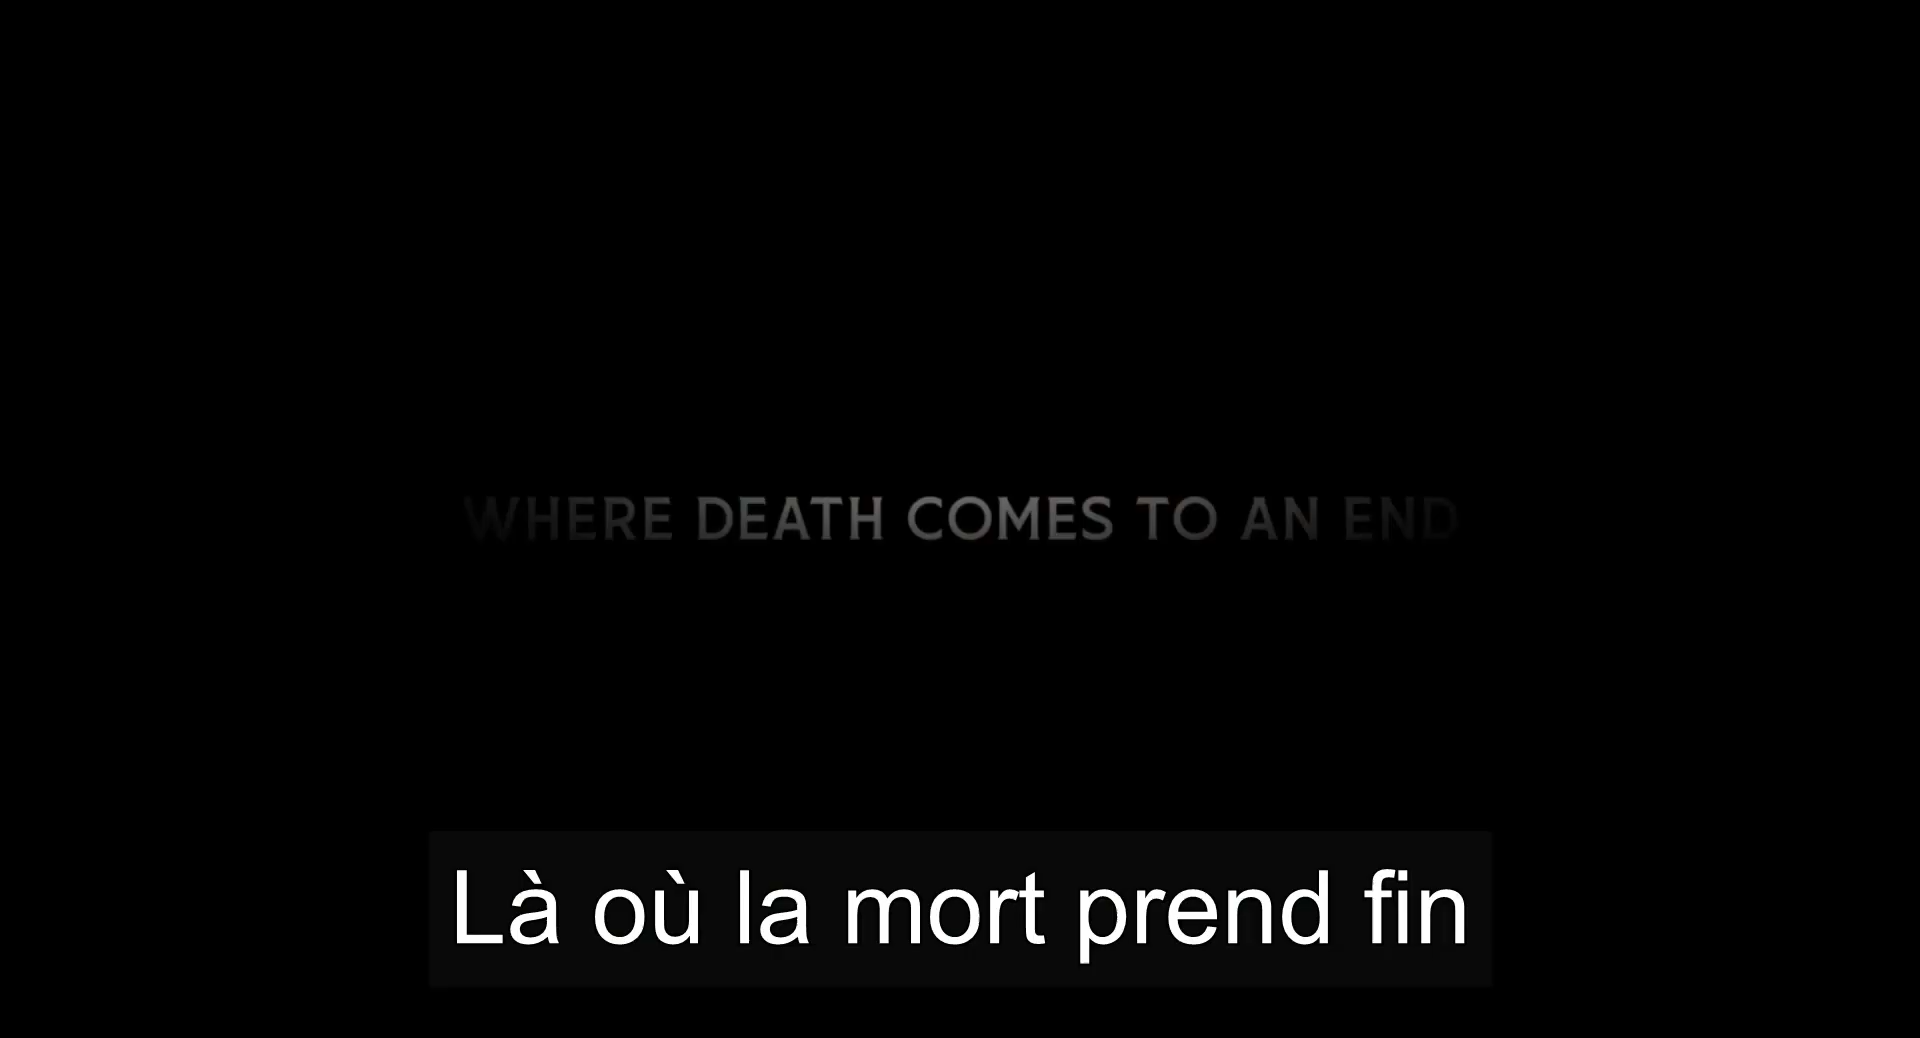 WHERE DEATH COMES TO AN END
Là où la mort prend fin